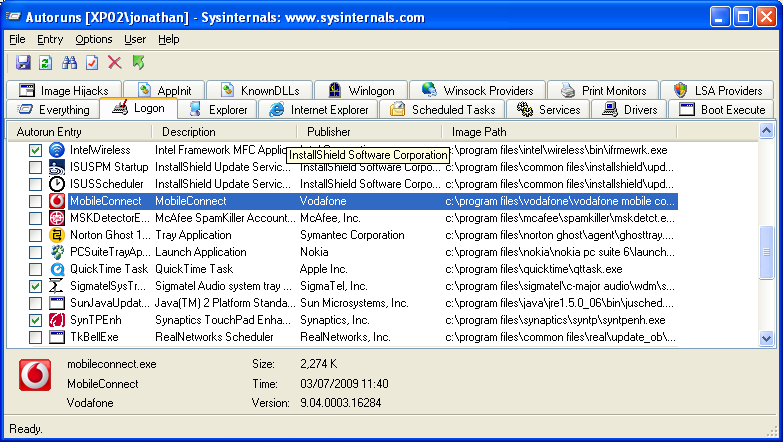 Autoruns [XP02\jonathan] - Sysinternals: www.sysinternals.com
File Entry Options User Help
Image Hijacks AppInit KnownDLLs Winlogon Winsock Providers Print Monitors LSA Providers
Everything Logon Explorer Internet Explorer Scheduled Tasks Services Drivers Boot Execute
Autorun Entry Description Publisher Image Path
IntelWireless Intel Framework MFC Applic... c:\program files\intel\wireless\bin\ifrmewrk.exe
InstallShield Software Corporation
ISUSPM Startup InstallShield Update Servic... InstallShield Software Corpo... c:\program files\common files\installshield\upd...
ISUSScheduler InstallShield Update Servic... InstallShield Software Corpo... c:\program files\common files\installshield\upd...
MobileConnect MobileConnect Vodafone c:\program files\vodafone\vodafone mobile co...
MSKDetectorE... McAfee SpamKiller Account... McAfee, Inc. c:\program files\mcafee\spamkiller\mskdetct.e...
Norton Ghost 1... Tray Application Symantec Corporation c:\program files\norton ghost\agent\ghosttray....
PCSuiteTrayAp... Launch Application Nokia c:\program files\nokia\nokia pc suite 6\launch...
QuickTime Task QuickTime Task Apple Inc. c:\program files\quicktime\qttask.exe
SigmatelSysTr... Sigmatel Audio system tray ... SigmaTel, Inc. c:\program files\sigmatel\c-major audio\wdm\s...
SunJavaUpdat... Java(TM) 2 Platform Standa... Sun Microsystems, Inc. c:\program files\java\jre1.5.0_06\bin\jusched....
SynTPEnh Synaptics TouchPad Enha... Synaptics, Inc. c:\program files\synaptics\syntp\syntpenh.exe
TkBellExe RealNetworks Scheduler RealNetworks, Inc. c:\program files\common files\real\update_ob\...
mobileconnect.exe Size: 2,274 K
MobileConnect Time: 03/07/2009 11:40
Vodafone Version: 9.04.0003.16284
Ready.